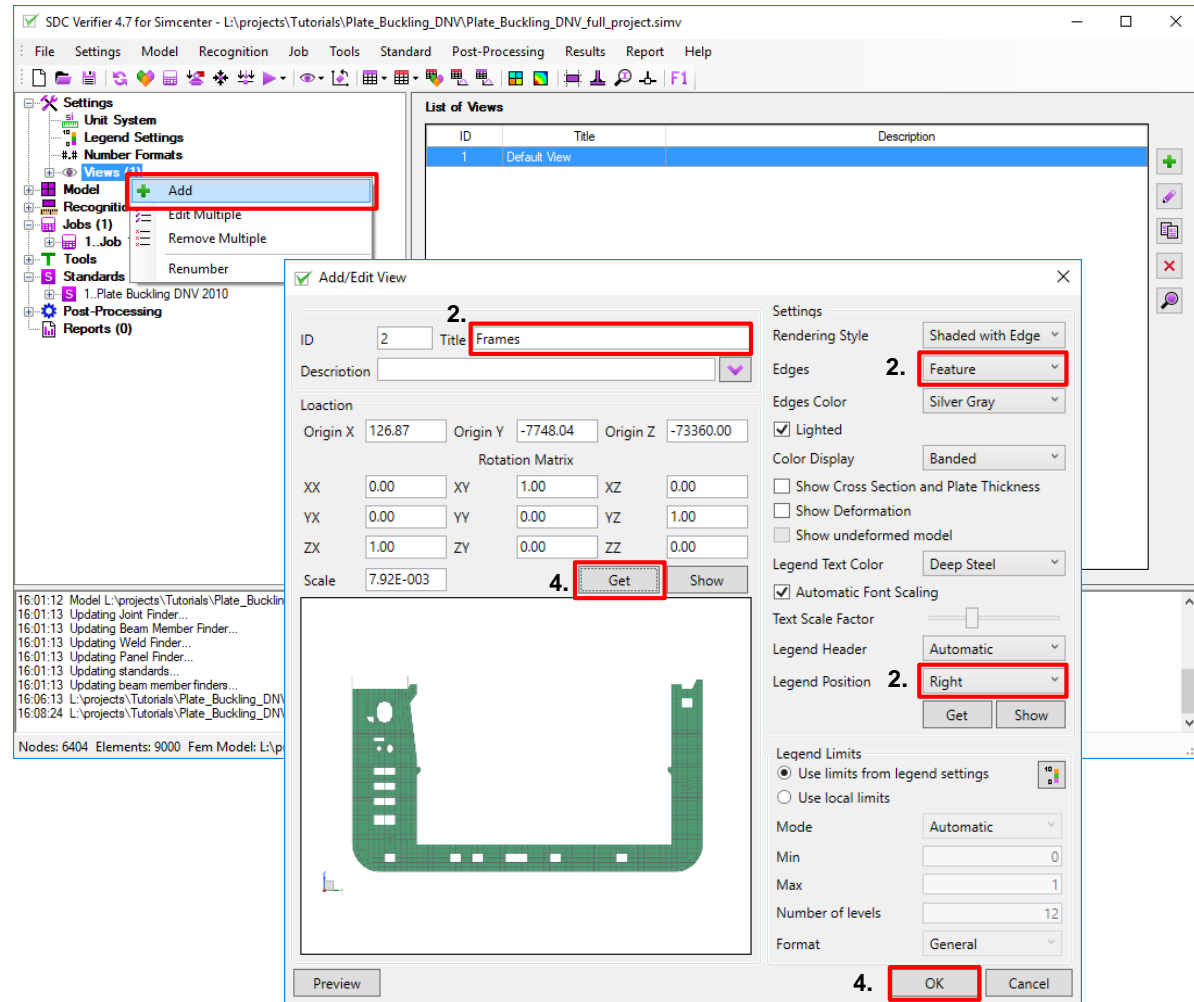 SDC Verifier 4.7 for Simcenter - L:\projects\Tutorials\Plate_Buckling_DNV\Plate_Buckling_DNV_full_project.simv
File Settings Model Recognition Job Tools Standard Post-Processing Results Report Help
F1
Settings
Unit System
Legend Settings
#.# Number Formats
Views (1)
Model
Recognitio
Jobs (1)
1..Job
Tools
Standards
1..Plate Buckling DNV 2010
Post-Processing
Reports (0)
Add
Edit Multiple
Remove Multiple
Renumber
List of Views
ID Title Description
1 Default View
16:01:12 Model L:\projects\Tutorials\Plate_Bucklin
16:01:13 Updating Joint Finder...
16:01:13 Updating Beam Member Finder...
16:01:13 Updating Weld Finder...
16:01:13 Updating Panel Finder...
16:01:13 Updating standards...
16:01:13 Updating beam member finders...
16:06:13 L:\projects\Tutorials\Plate_Buckling_DNV
16:08:24 L:\projects\Tutorials\Plate_Buckling_DNV
Nodes: 6404 Elements: 9000 Fem Model: L:\p
Add/Edit View
2.
ID 2 Title Frames
Description
Loaction
Origin X 126.87 Origin Y -7748.04 Origin Z -73360.00
Rotation Matrix
XX 0.00 XY 1.00 XZ 0.00
YX 0.00 YY 0.00 YZ 1.00
ZX 1.00 ZY 0.00 ZZ 0.00
Scale 7.92E-003 4. Get Show
Preview
Settings
Rendering Style Shaded with Edge
Edges 2. Feature
Edges Color Silver Gray
Lighted
Color Display Banded
Show Cross Section and Plate Thickness
Show Deformation
Show undeformed model
Legend Text Color Deep Steel
Automatic Font Scaling
Text Scale Factor
Legend Header Automatic
Legend Position 2. Right
Get Show
Legend Limits
Use limits from legend settings
Use local limits
Mode Automatic
Min 0
Max 1
Number of levels 12
Format General
4. OK Cancel